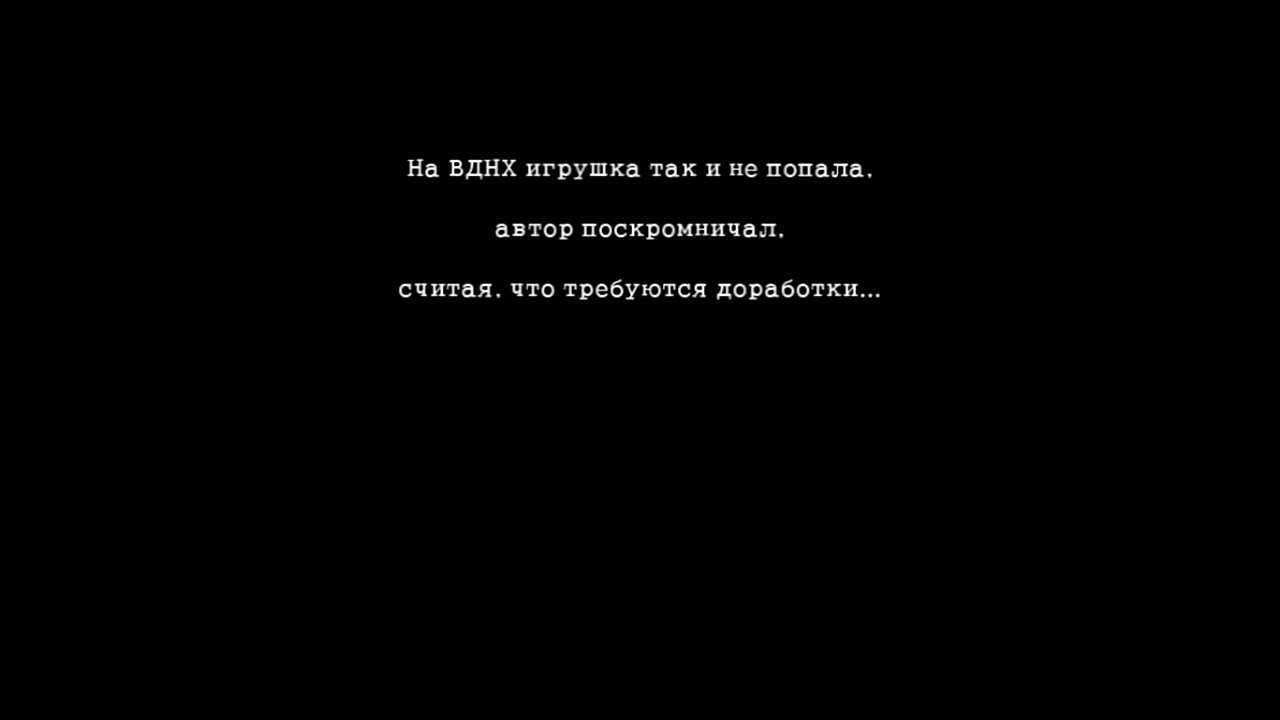 На ВДНХ игрушка так и не попала,
автор поскромничал,
считая, что требуются доработки...